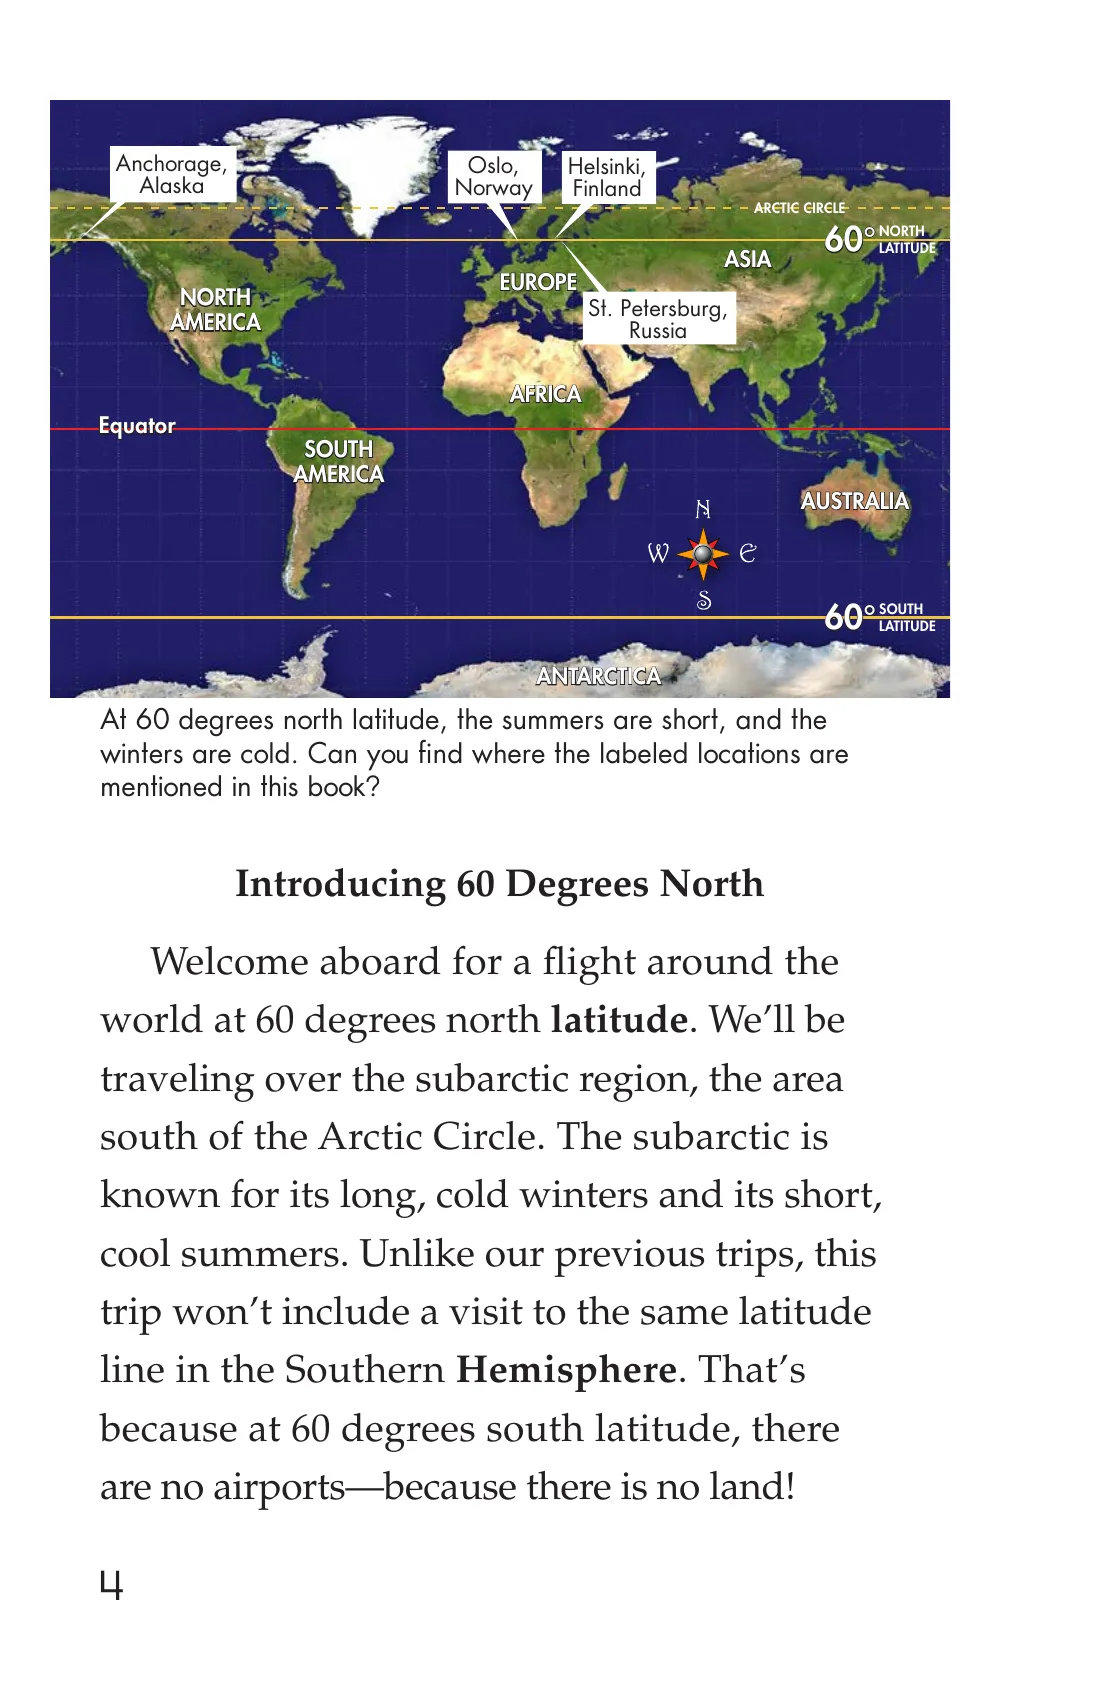 Anchorage,
Alaska
Oslo,
Norway
Helsinki,
Finland
ARCTIC CIRCLE
60° NORTH
LATITUDE
ASIA
EUROPE
NORTH
AMERICA
St. Petersburg,
Russia
AFRICA
Equator
SOUTH
AMERICA
AUSTRALIA
N
W E
S
60° SOUTH
LATITUDE
ANTARCTICA
At 60 degrees north latitude, the summers are short, and the
winters are cold. Can you find where the labeled locations are
mentioned in this book?
Introducing 60 Degrees North
Welcome aboard for a flight around the
world at 60 degrees north latitude. We’ll be
traveling over the subarctic region, the area
south of the Arctic Circle. The subarctic is
known for its long, cold winters and its short,
cool summers. Unlike our previous trips, this
trip won’t include a visit to the same latitude
line in the Southern Hemisphere. That’s
because at 60 degrees south latitude, there
are no airports—because there is no land!
4